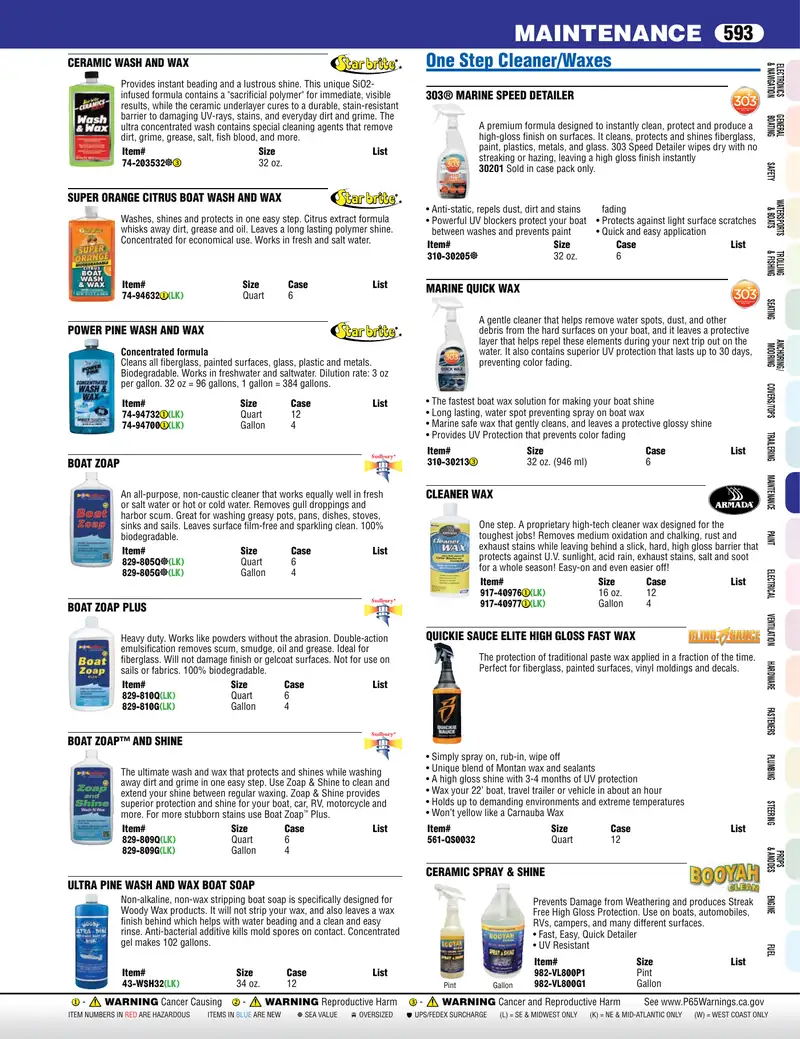 MAINTENANCE 593
CERAMIC WASH AND WAX
Star brite
Provides instant beading and a lustrous shine. This unique SiO2-
infused formula contains a "sacrificial polymer" for immediate, visible
results, while the ceramic underlayer cures to a durable, stain-resistant
barrier to damaging UV-rays, stains, and everyday dirt and grime. The
ultra concentrated wash contains special cleaning agents that remove
dirt, grime, grease, salt, fish blood, and more.
Item# Size List
74-203532 3 32 oz.
SUPER ORANGE CITRUS BOAT WASH AND WAX
Star brite
Washes, shines and protects in one easy step. Citrus extract formula
whisks away dirt, grease and oil. Leaves a long lasting polymer shine.
Concentrated for economical use. Works in fresh and salt water.
Item# Size Case List
74-94632 1 (LK) Quart 6
POWER PINE WASH AND WAX
Star brite
Concentrated formula
Cleans all fiberglass, painted surfaces, glass, plastic and metals.
Biodegradable. Works in freshwater and saltwater. Dilution rate: 3 oz
per gallon. 32 oz = 96 gallons, 1 gallon = 384 gallons.
Item# Size Case List
74-94732 1 (LK) Quart 12
74-94700 1 (LK) Gallon 4
BOAT ZOAP
Sudbury
An all-purpose, non-caustic cleaner that works equally well in fresh
or salt water or hot or cold water. Removes gull droppings and
harbor scum. Great for washing greasy pots, pans, dishes, stoves,
sinks and sails. Leaves surface film-free and sparkling clean. 100%
biodegradable.
Item# Size Case List
829-805Q (LK) Quart 6
829-805G (LK) Gallon 4
BOAT ZOAP PLUS
Sudbury
Heavy duty. Works like powders without the abrasion. Double-action
emulsification removes scum, smudge, oil and grease. Ideal for
fiberglass. Will not damage finish or gelcoat surfaces. Not for use on
sails or fabrics. 100% biodegradable.
Item# Size Case List
829-810Q(LK) Quart 6
829-810G(LK) Gallon 4
BOAT ZOAP™ AND SHINE
Sudbury
The ultimate wash and wax that protects and shines while washing
away dirt and grime in one easy step. Use Zoap & Shine to clean and
extend your shine between regular waxing. Zoap & Shine provides
superior protection and shine for your boat, car, RV, motorcycle and
more. For more stubborn stains use Boat Zoap™ Plus.
Item# Size Case List
829-809Q(LK) Quart 6
829-809G(LK) Gallon 4
ULTRA PINE WASH AND WAX BOAT SOAP
Non-alkaline, non-wax stripping boat soap is specifically designed for
Woody Wax products. It will not strip your wax, and also leaves a wax
finish behind which helps with water beading and a clean and easy
rinse. Anti-bacterial additive kills mold spores on contact. Concentrated
gel makes 102 gallons.
Item# Size Case List
43-WSH32(LK) 34 oz. 12
One Step Cleaner/Waxes
303® MARINE SPEED DETAILER
303
A premium formula designed to instantly clean, protect and produce a
high-gloss finish on surfaces. It cleans, protects and shines fiberglass,
paint, plastics, metals, and glass. 303 Speed Detailer wipes dry with no
streaking or hazing, leaving a high gloss finish instantly
30201 Sold in case pack only.
• Anti-static, repels dust, dirt and stains
• Powerful UV blockers protect your boat
between washes and prevents paint
fading
• Protects against light surface scratches
• Quick and easy application
Item# Size Case List
310-30205 32 oz. 6
MARINE QUICK WAX
303
A gentle cleaner that helps remove water spots, dust, and other
debris from the hard surfaces on your boat, and it leaves a protective
layer that helps repel these elements during your next trip out on the
water. It also contains superior UV protection that lasts up to 30 days,
preventing color fading.
• The fastest boat wax solution for making your boat shine
• Long lasting, water spot preventing spray on boat wax
• Marine safe wax that gently cleans, and leaves a protective glossy shine
• Provides UV Protection that prevents color fading
Item# Size Case List
310-30213 3 32 oz. (946 ml) 6
CLEANER WAX
ARMADA
One step. A proprietary high-tech cleaner wax designed for the
toughest jobs! Removes medium oxidation and chalking, rust and
exhaust stains while leaving behind a slick, hard, high gloss barrier that
protects against U.V. sunlight, acid rain, exhaust stains, salt and soot
for a whole season! Easy-on and even easier off!
Item# Size Case List
917-40976 1 (LK) 16 oz. 12
917-40977 1 (LK) Gallon 4
QUICKIE SAUCE ELITE HIGH GLOSS FAST WAX
BLING SAUCE
The protection of traditional paste wax applied in a fraction of the time.
Perfect for fiberglass, painted surfaces, vinyl moldings and decals.
• Simply spray on, rub-in, wipe off
• Unique blend of Montan wax and sealants
• A high gloss shine with 3-4 months of UV protection
• Wax your 22' boat, travel trailer or vehicle in about an hour
• Holds up to demanding environments and extreme temperatures
• Won't yellow like a Carnauba Wax
Item# Size Case List
561-QS0032 Quart 12
CERAMIC SPRAY & SHINE
BOOYAH CLEAN
Prevents Damage from Weathering and produces Streak
Free High Gloss Protection. Use on boats, automobiles,
RVs, campers, and many different surfaces.
• Fast, Easy, Quick Detailer
• UV Resistant
Item# Size List
982-VL800P1 Pint
982-VL800G1 Gallon
Pint Gallon
ELECTRONICS & NAVIGATION
GENERAL BOATING
SAFETY
WATERSPORTS & BOATS
TROLLING & FISHING
SEATING
ANCHORING/ MOORING
COVERS/TOPS
TRAILERING
MAINTENANCE
PAINT
ELECTRICAL
VENTILATION
HARDWARE
FASTENERS
PLUMBING
STEERING
PROPS & ANODES
ENGINE
FUEL
1 - WARNING Cancer Causing 2 - WARNING Reproductive Harm 3 - WARNING Cancer and Reproductive Harm See www.P65Warnings.ca.gov
ITEM NUMBERS IN RED ARE HAZARDOUS ITEMS IN BLUE ARE NEW SEA VALUE OVERSIZED UPS/FEDEX SURCHARGE (L) = SE & MIDWEST ONLY (K) = NE & MID-ATLANTIC ONLY (W) = WEST COAST ONLY